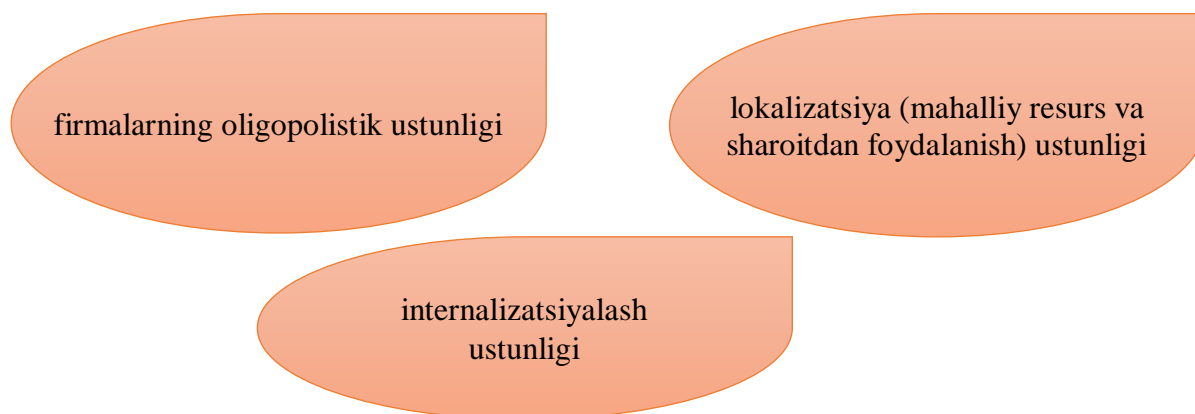 firmalarning oligopolistik ustunligi
lokalizatsiya (mahalliy resurs va
sharoitdan foydalanish) ustunligi
internalizatsiyalash
ustunligi